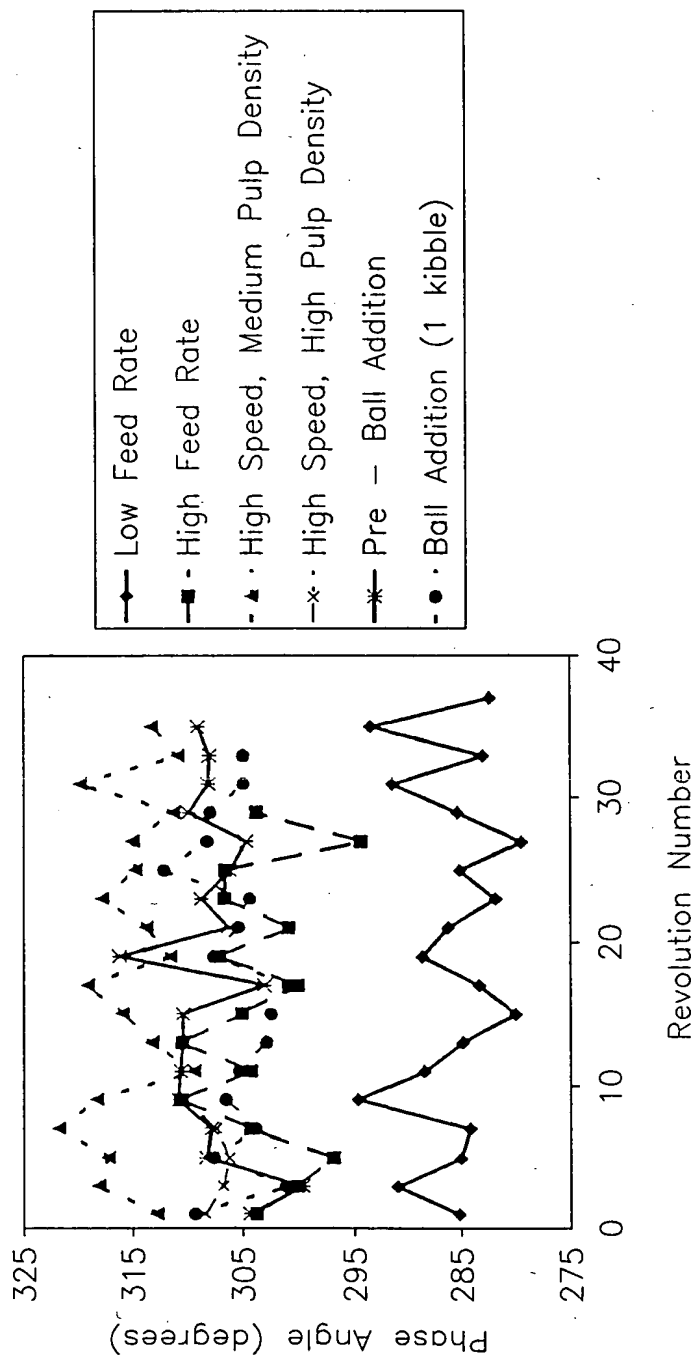 Phase Angle (degrees)
325
315
305
295
285
275
0
10
20
30
40
Revolution Number
Low Feed Rate
High Feed Rate
High Speed, Medium Pulp Density
High Speed, High Pulp Density
Pre - Ball Addition
Ball Addition (1 kibble)